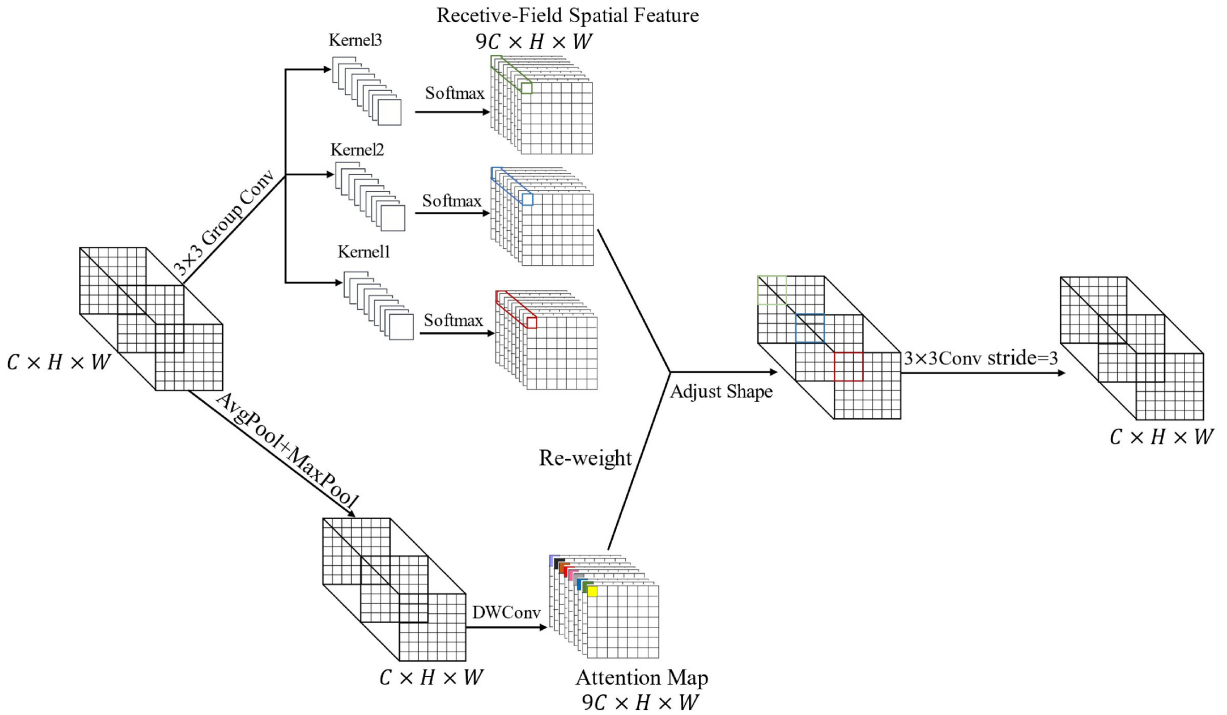 Recetive-Field Spatial Feature
9C × H × W
Kernel3
Softmax
Kernel2
Softmax
3×3 Group Conv
Kernel1
Softmax
C × H × W
3×3Conv stride=3
Adjust Shape
C × H × W
AvgPool+MaxPool
Re-weight
DWConv
C × H × W
Attention Map
9C × H × W